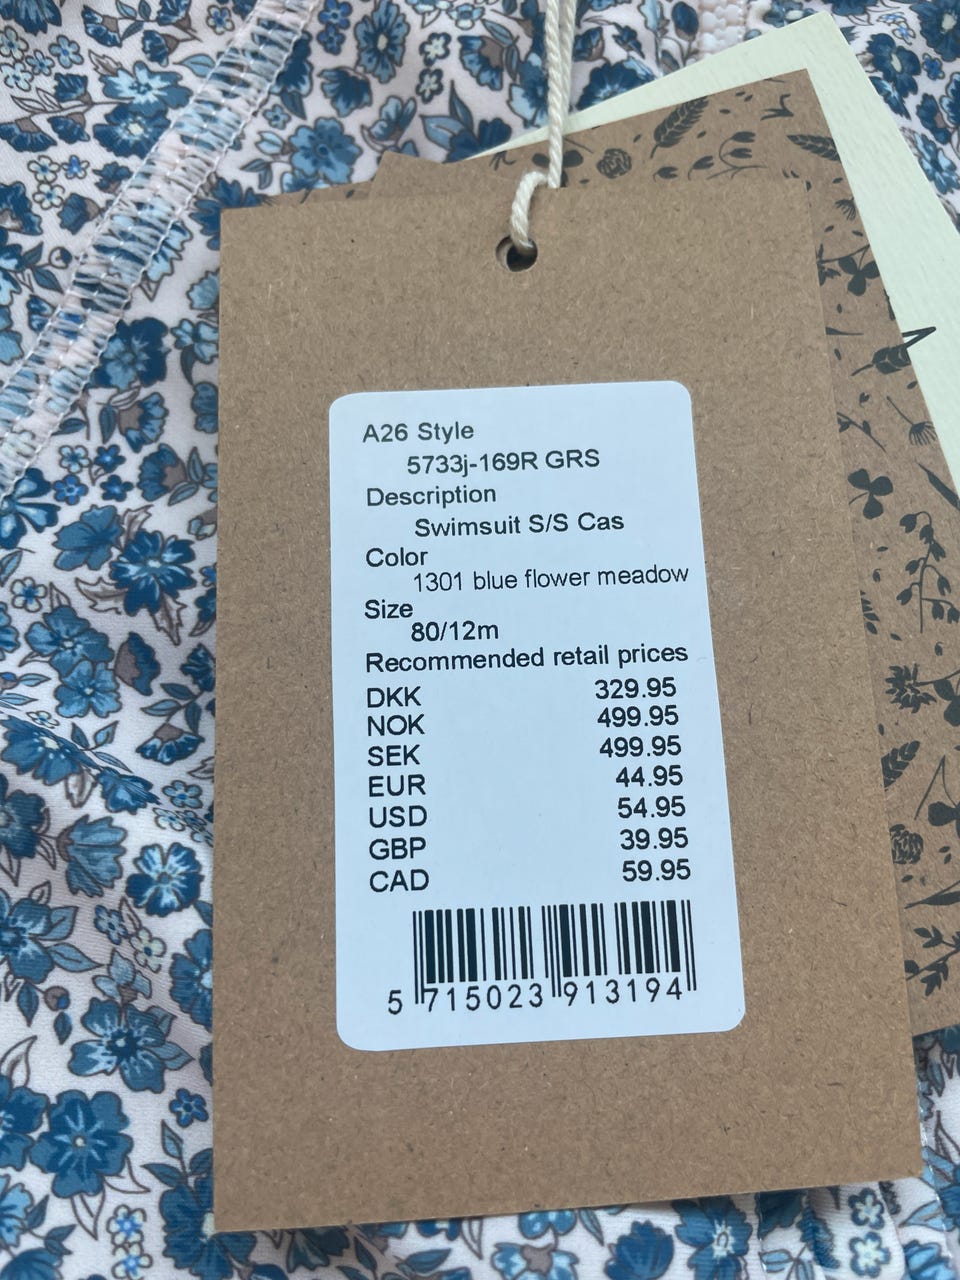 A26 Style
5733j-169R GRS
Description
Swimsuit S/S Cas
Color
1301 blue flower meadow
Size
80/12m
Recommended retail prices
DKK 329.95
NOK 499.95
SEK 499.95
EUR 44.95
USD 54.95
GBP 39.95
CAD 59.95
5 715023 913194